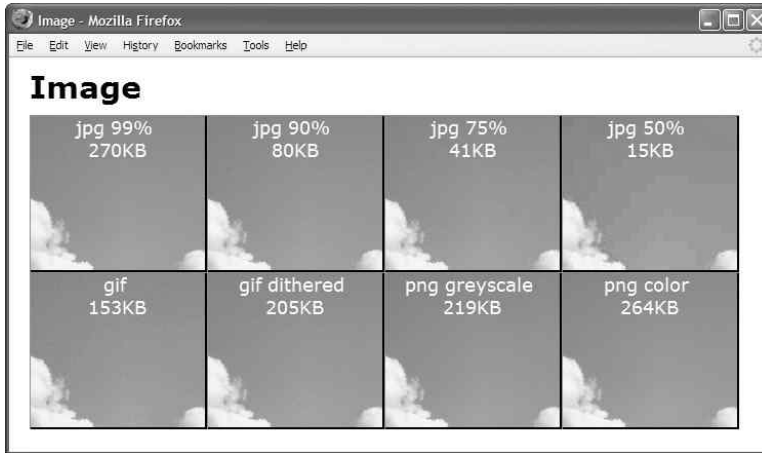 Image - Mozilla Firefox
File Edit View History Bookmarks Tools Help
Image
jpg 99% jpg 90% jpg 75% jpg 50%
270KB 80KB 41KB 15KB
gif gif dithered png greyscale png color
153KB 205KB 219KB 264KB